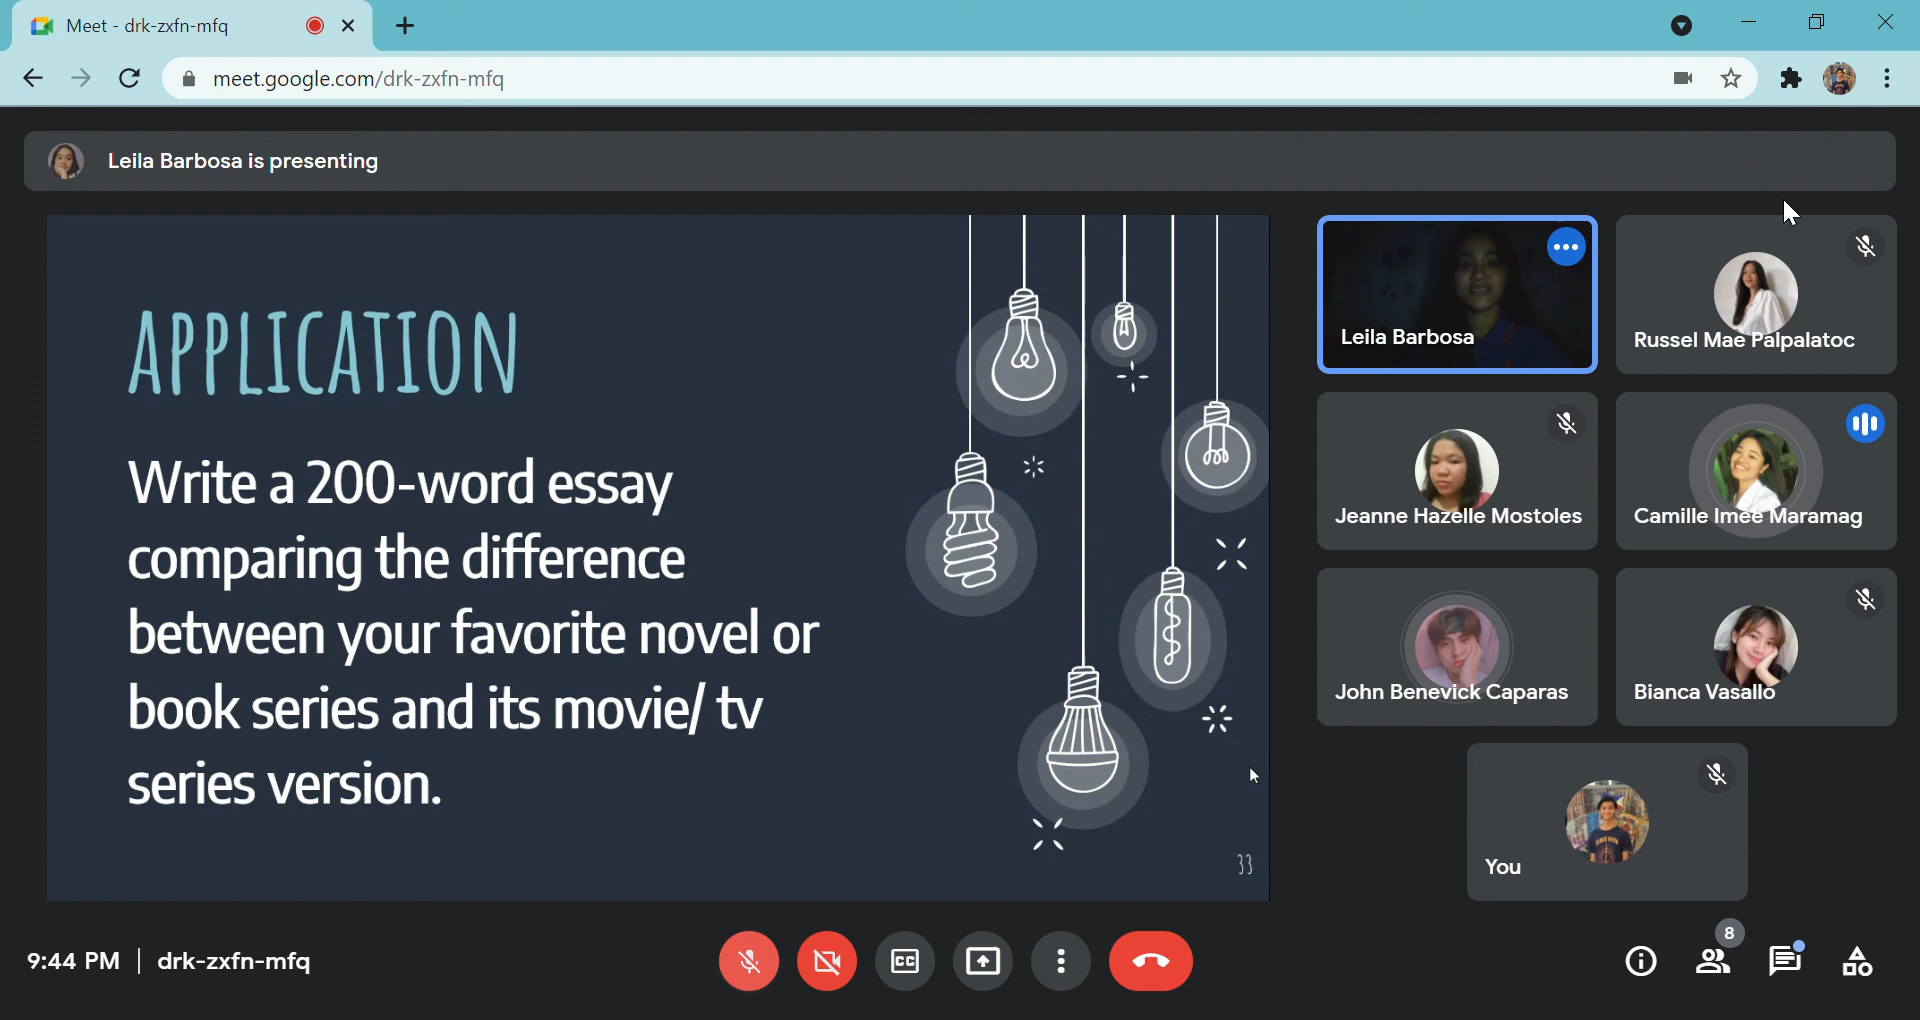 Meet - drk-zxfn-mfq
meet.google.com/drk-zxfn-mfq
Leila Barbosa is presenting
APPLICATION
Write a 200-word essay
comparing the difference
between your favorite novel or
book series and its movie/ tv
series version.
33
Leila Barbosa
Russel Mae Palpalatoc
Jeanne Hazelle Mostoles
Camille Imee Maramag
John Benevick Caparas
Bianca Vasallo
You
9:44 PM
drk-zxfn-mfq
CC
8